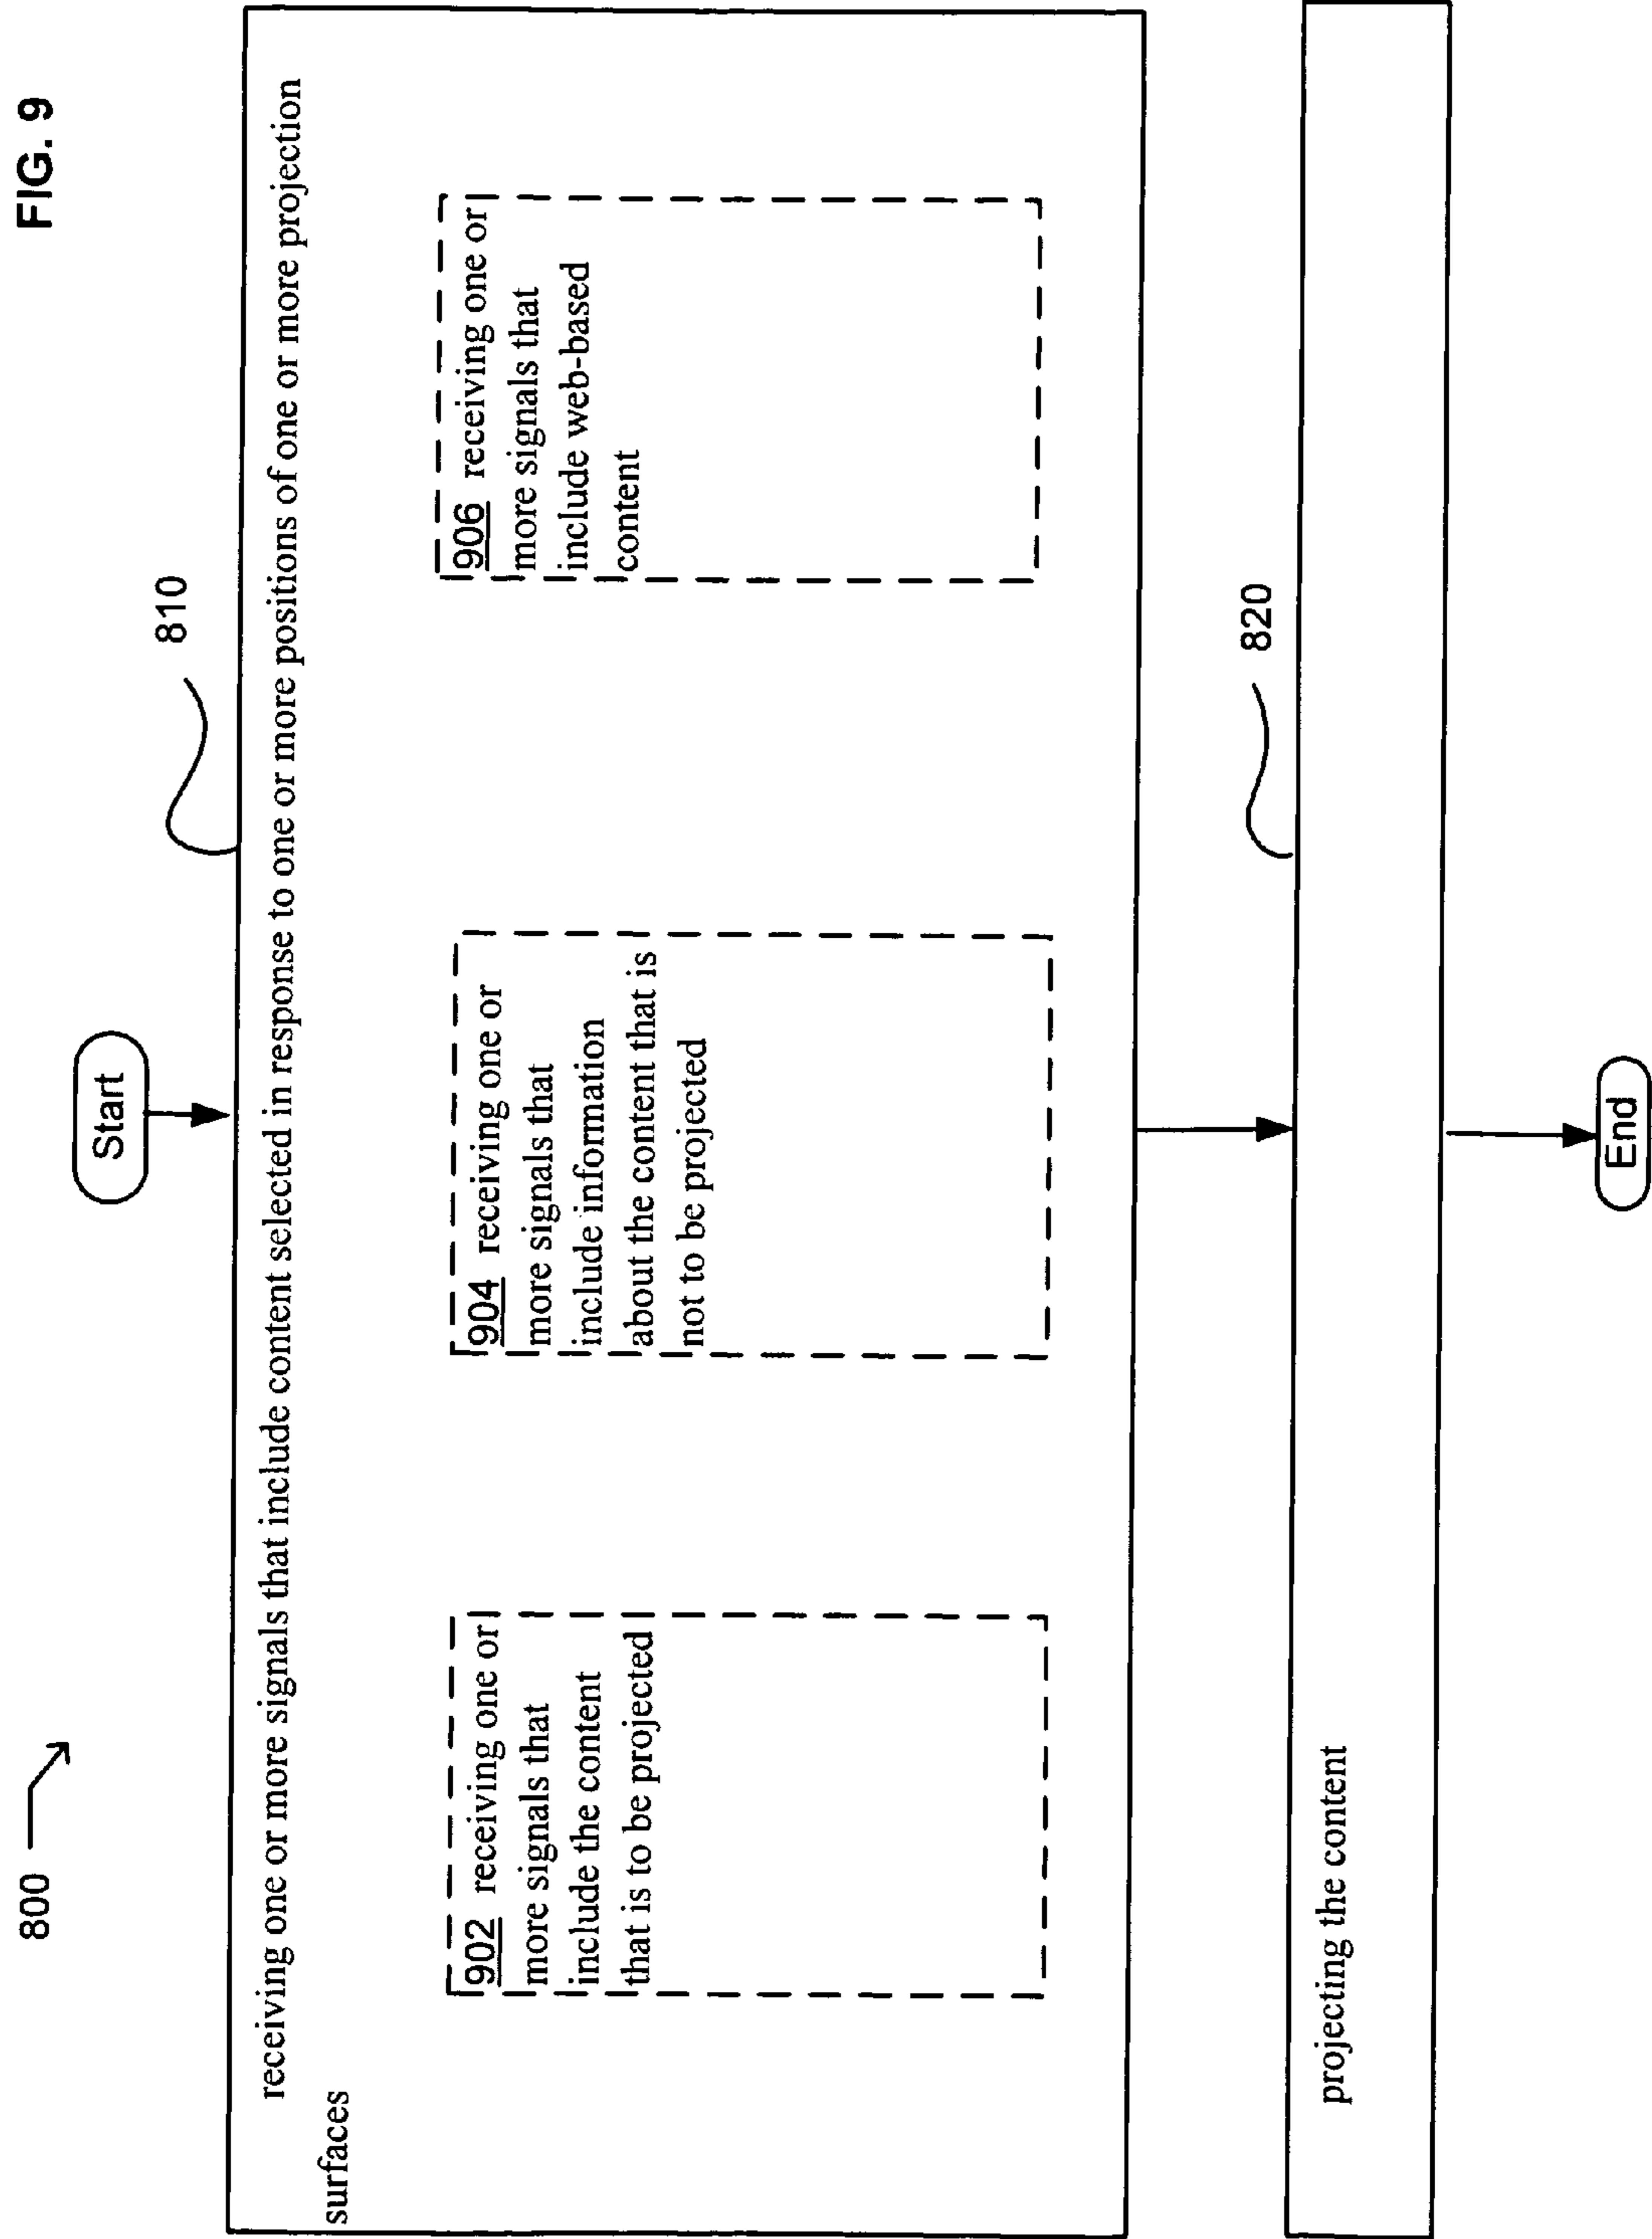 FIG. 9
800
Start
810
receiving one or more signals that include content selected in response to one or more positions of one or more projection
surfaces
902 receiving one or
more signals that
include the content
that is to be projected
904 receiving one or
more signals that
include information
about the content that is
not to be projected
906 receiving one or
more signals that
include web-based
content
820
projecting the content
End